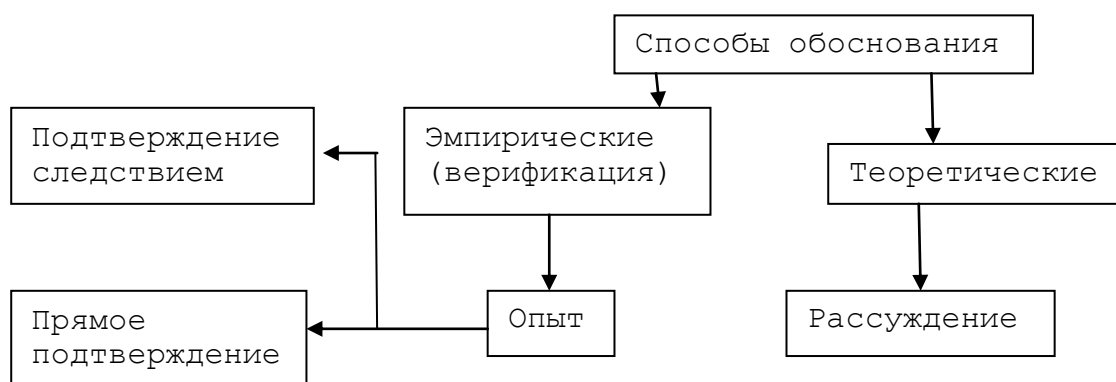 Способы обоснования
Подтверждение
следствием
Эмпирические
(верификация)
Теоретические
Прямое
подтверждение
Опыт
Рассуждение